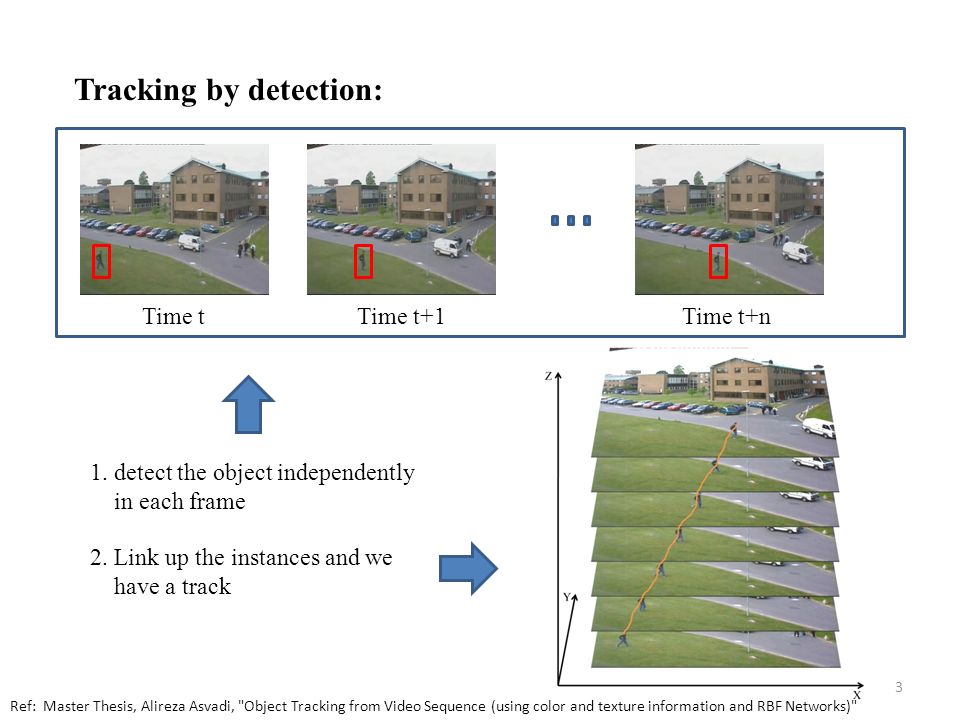 Tracking by detection:
Time t
Time t+1
Time t+n
1. detect the object independently
in each frame
2. Link up the instances and we
have a track
Z
Y
X
3
Ref: Master Thesis, Alireza Asvadi, "Object Tracking from Video Sequence (using color and texture information and RBF Networks)"